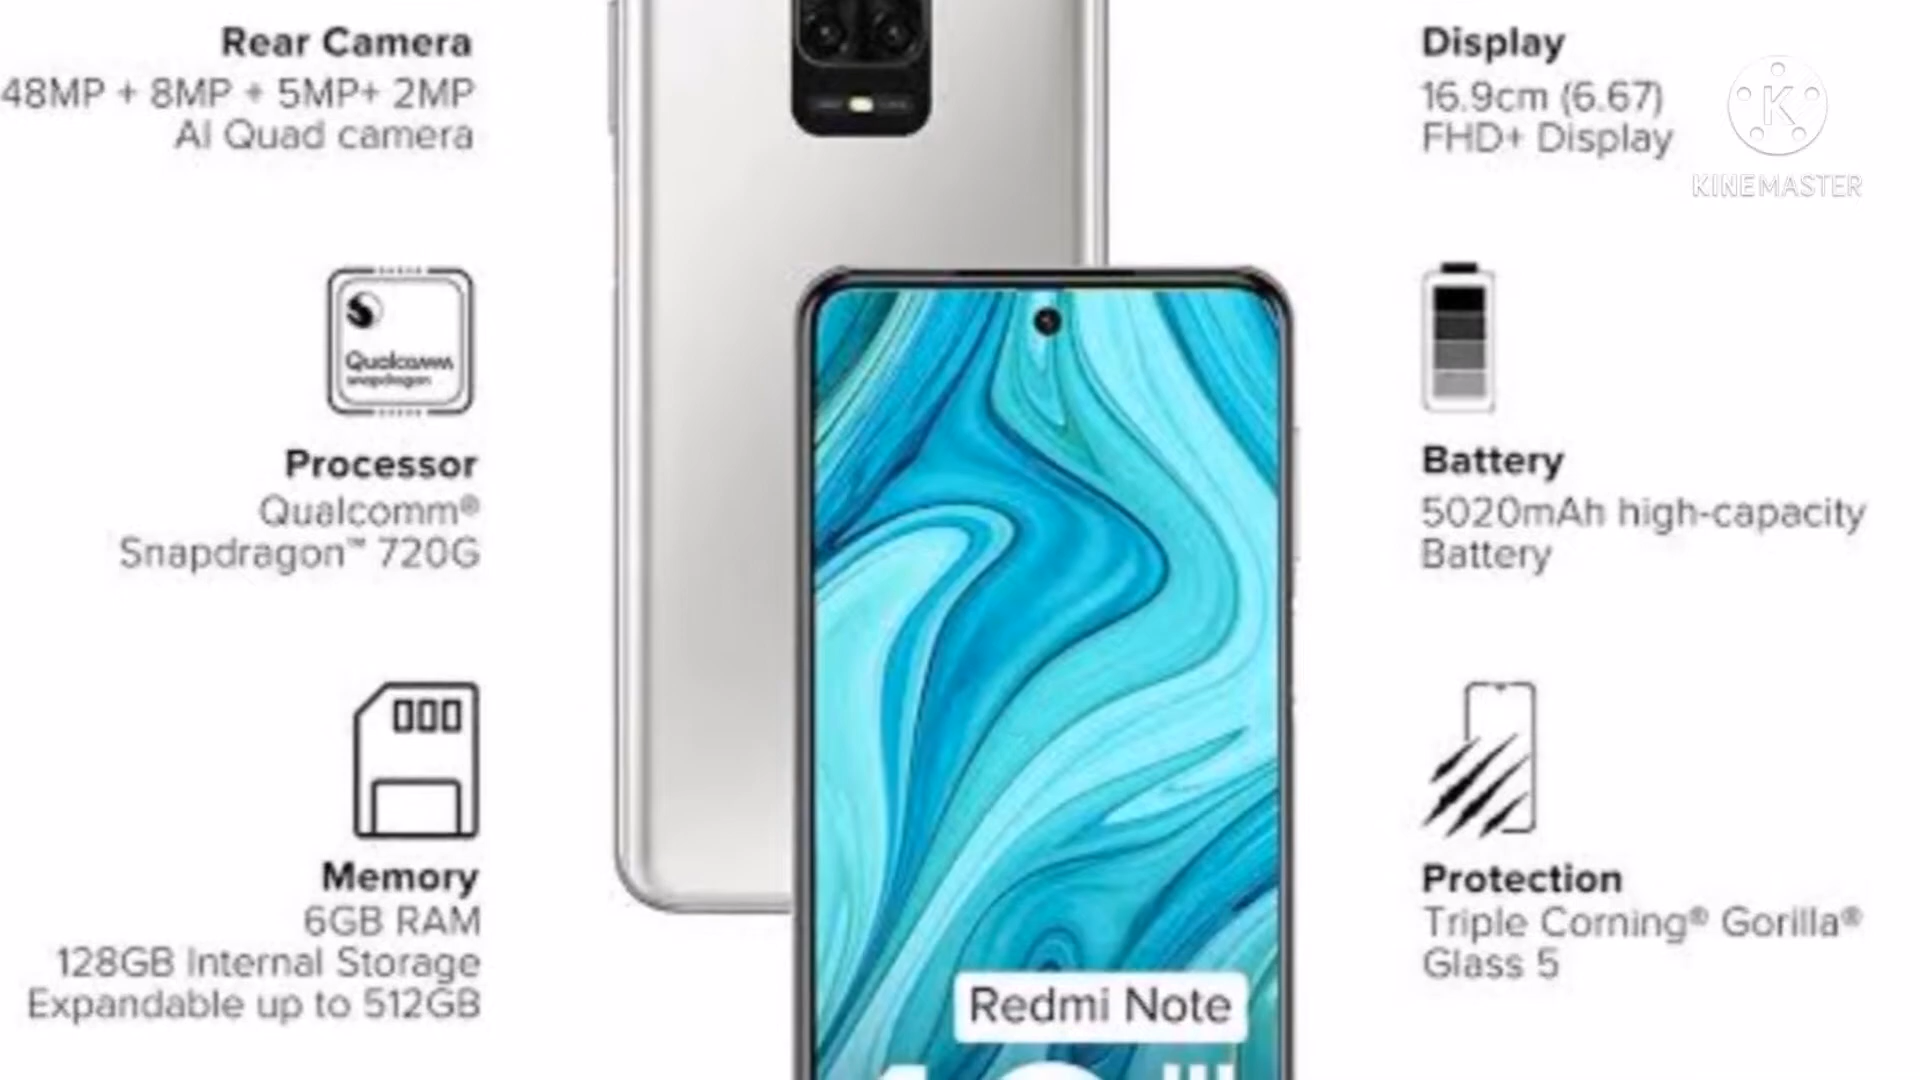 Rear Camera
48MP + 8MP + 5MP+ 2MP
AI Quad camera
Qualcomm
snapdragon
Processor
Qualcomm®
Snapdragon™ 720G
Memory
6GB RAM
128GB Internal Storage
Expandable up to 512GB
Redmi Note
Display
16.9cm (6.67)
FHD+ Display
K
KINEMASTER
Battery
5020mAh high-capacity
Battery
Protection
Triple Corning® Gorilla®
Glass 5